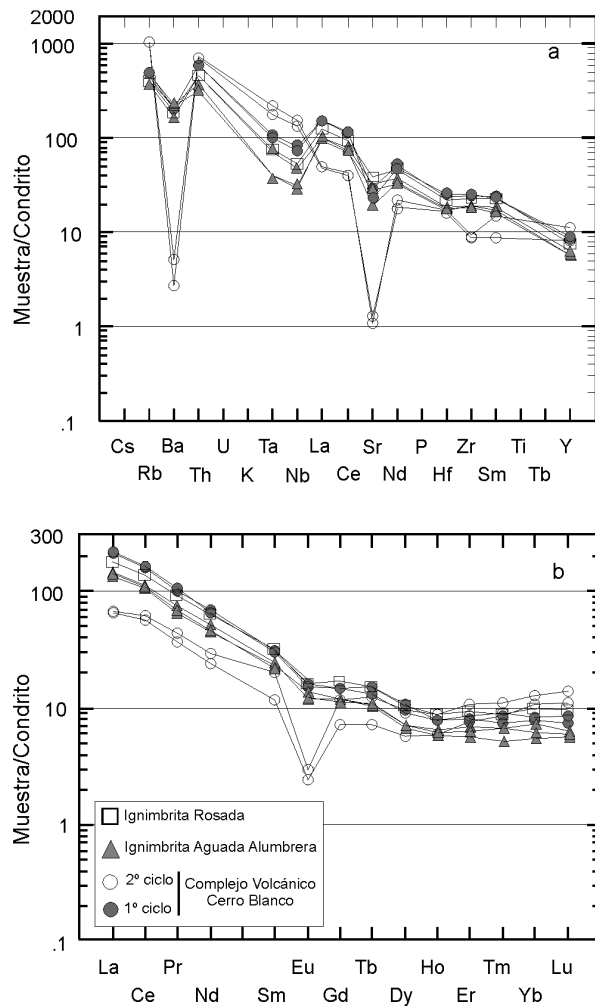 2000
1000
100
10
1
.1
Muestra/Condrito
a
Cs Ba U Ta La Sr P Zr Ti Y
Rb Th K Nb Ce Nd Hf Sm Tb
300
100
10
1
.1
Muestra/Condrito
b
Ignimbrita Rosada
Ignimbrita Aguada Alumbrera
2º ciclo
1º ciclo
Complejo Volcánico
Cerro Blanco
La Pr Eu Tb Ho Tm Lu
Ce Nd Sm Gd Dy Er Yb